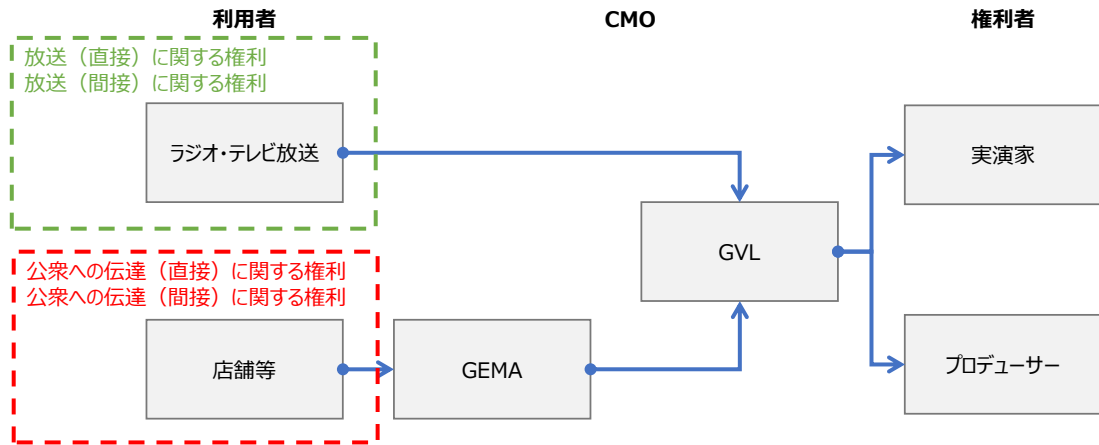 利用者
CMO
権利者
放送（直接）に関する権利
放送（間接）に関する権利
ラジオ・テレビ放送
実演家
GVL
公衆への伝達（直接）に関する権利
公衆への伝達（間接）に関する権利
店舗等
GEMA
プロデューサー